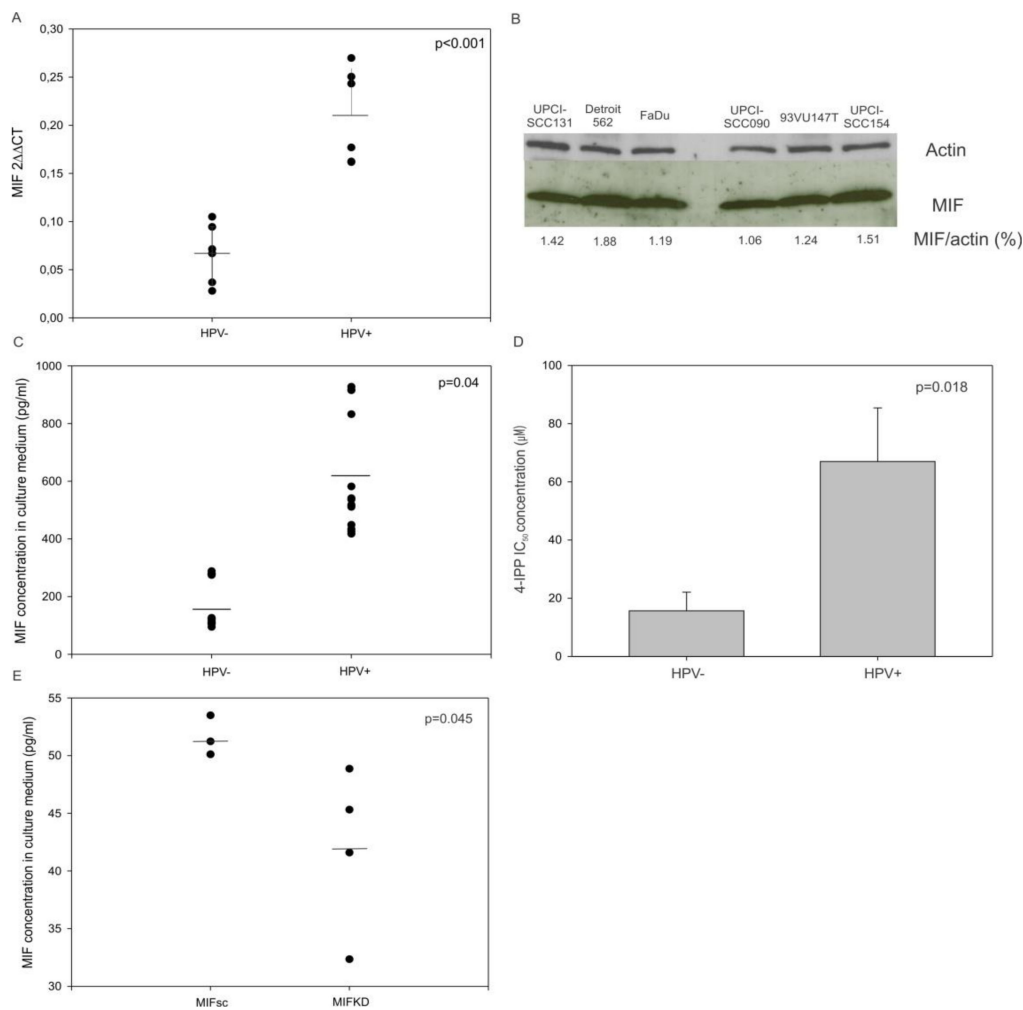 A
0,30
0,25
0,20
0,15
0,10
0,05
0,00
MIF 2ΔΔCT
p<0.001
HPV-
HPV+
B
UPCI-
SCC131
Detroit
562
FaDu
UPCI-
SCC090
93VU147T
UPCI-
SCC154
Actin
MIF
1.42 1.88 1.19 1.06 1.24 1.51 MIF/actin (%)
C
1000
800
600
400
200
0
MIF concentration in culture medium (pg/ml)
p=0.04
HPV-
HPV+
D
100
80
60
40
20
0
4-IPP IC50 concentration (μM)
p=0.018
HPV-
HPV+
E
55
50
45
40
35
30
MIF concentration in culture medium (pg/ml)
p=0.045
MIFsc
MIFKD